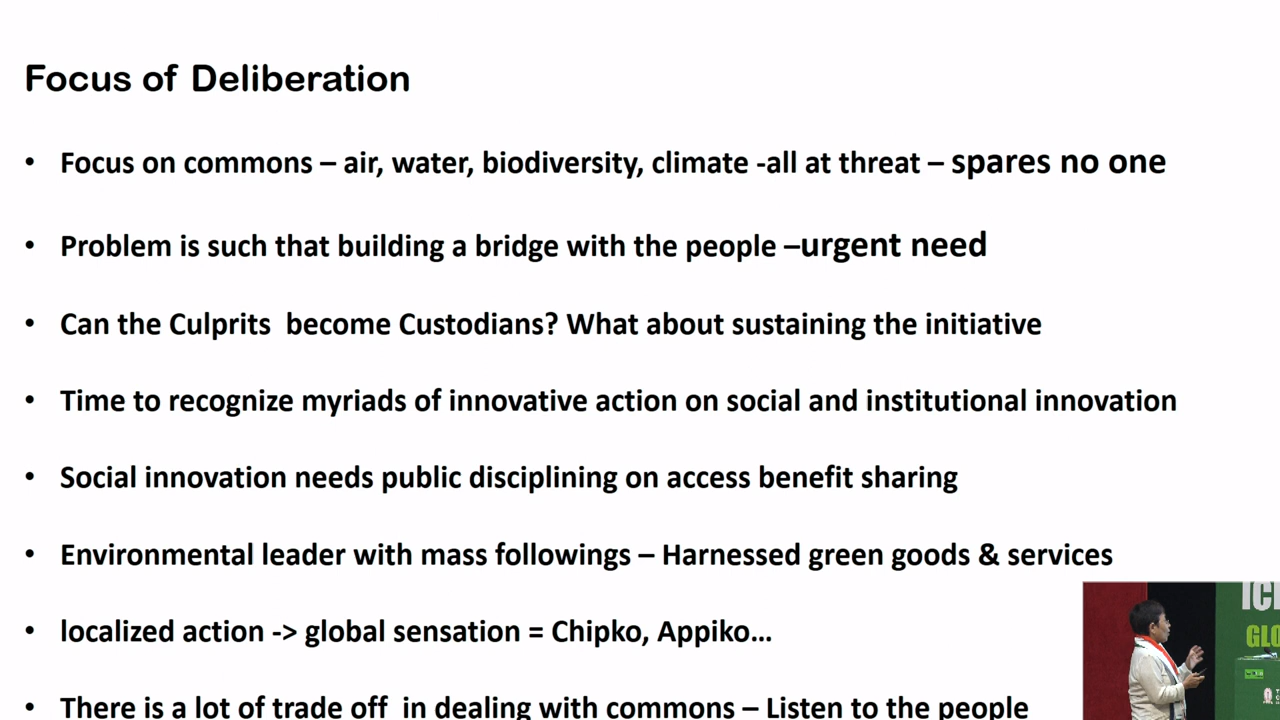 Focus of Deliberation
• Focus on commons – air, water, biodiversity, climate -all at threat – spares no one
• Problem is such that building a bridge with the people –urgent need
• Can the Culprits  become Custodians? What about sustaining the initiative
• Time to recognize myriads of innovative action on social and institutional innovation
• Social innovation needs public disciplining on access benefit sharing
• Environmental leader with mass followings – Harnessed green goods & services
• localized action -> global sensation = Chipko, Appiko...
• There is a lot of trade off  in dealing with commons – Listen to the people
GLO